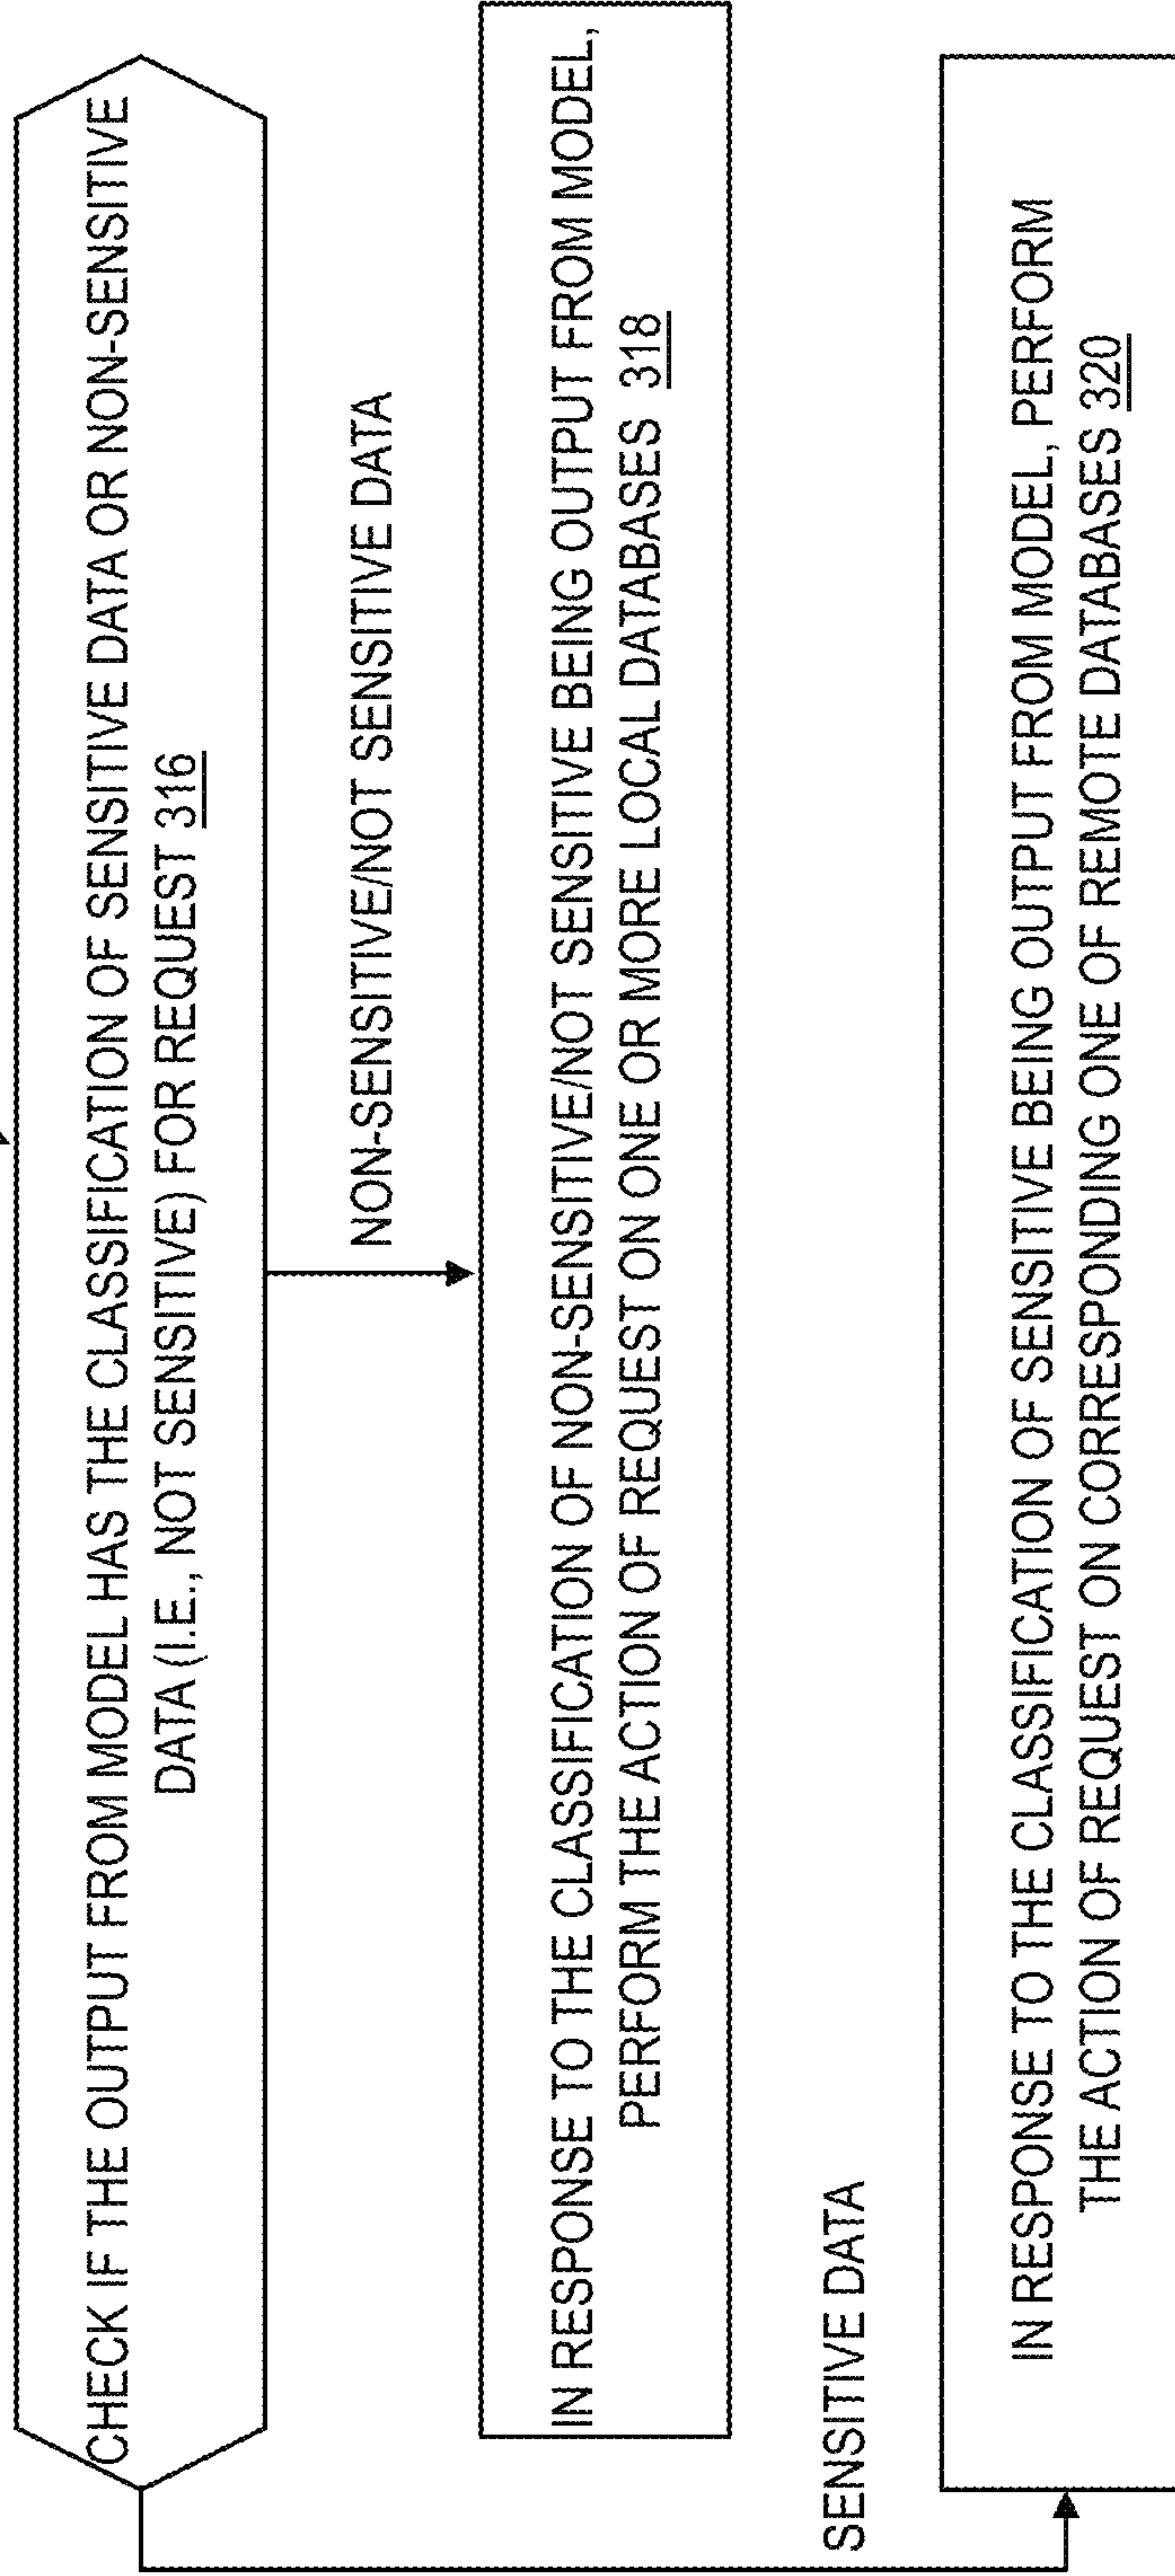 CHECK IF THE OUTPUT FROM MODEL HAS THE CLASSIFICATION OF SENSITIVE DATA OR NON-SENSITIVE
DATA (I.E., NOT SENSITIVE) FOR REQUEST 316
NON-SENSITIVE/NOT SENSITIVE DATA
IN RESPONSE TO THE CLASSIFICATION OF NON-SENSITIVE/NOT SENSITIVE BEING OUTPUT FROM MODEL,
PERFORM THE ACTION OF REQUEST ON ONE OR MORE LOCAL DATABASES 318
SENSITIVE DATA
IN RESPONSE TO THE CLASSIFICATION OF SENSITIVE BEING OUTPUT FROM MODEL, PERFORM
THE ACTION OF REQUEST ON CORRESPONDING ONE OF REMOTE DATABASES 320